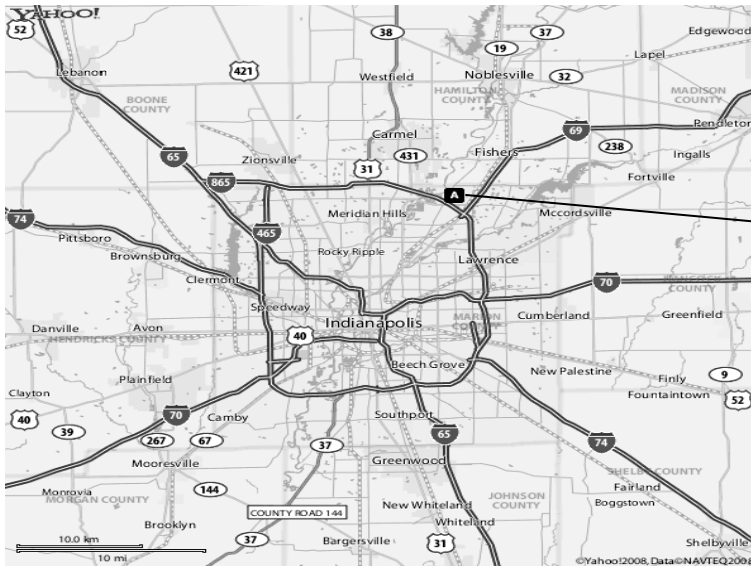 YAHOO!
52
38
37
Edgewood
19
Lapel
Lebanon
421
Westfield
Noblesville
32
BOONE
COUNTY
HAMILTON
COUNTY
MADISON
COUNTY
Pendleton
Carmel
69
65
Zionsville
31
431
Fishers
238
Ingalls
865
Fortville
A
74
Meridian Hills
Mccordsville
Pittsboro
465
Brownsburg
Rocky Ripple
Lawrence
Clermont
70
HANCOCK
COUNTY
Speedway
Danville
Avon
Indianapolis
MARION
COUNTY
Cumberland
Greenfield
HENDRICKS COUNTY
40
Beech Grove
Plainfield
New Palestine
Finly
9
Clayton
Fountaintown
52
40
70
Camby
Southport
39
267
67
37
65
74
Mooresville
Greenwood
SHELBY COUNTY
Fairland
Monrovia
144
MORGAN COUNTY
New Whiteland
JOHNSON
COUNTY
Boggstown
COUNTY ROAD 144
Brooklyn
Whiteland
10.0 km
37
Bargersville
31
Shelbyville
10 mi
©Yahoo!2008, Data©NAVTEQ2008